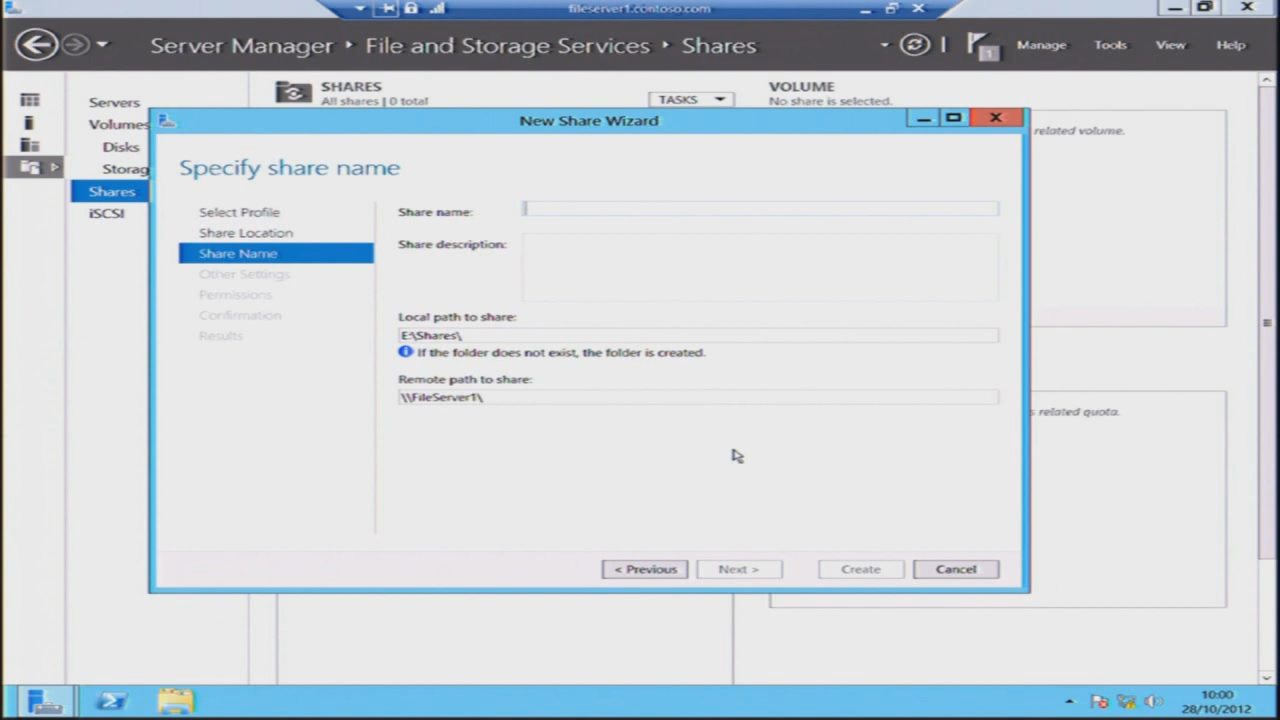 fileserver1.contoso.com
Server Manager ‣ File and Storage Services ‣ Shares
1
Manage
Tools
View
Help
Servers
Volumes
Disks
Storag
Shares
iSCSI
SHARES
All shares | 0 total
TASKS
VOLUME
No share is selected.
related volume.
s related quota.
New Share Wizard
Specify share name
Select Profile
Share Location
Share Name
Other Settings
Permissions
Confirmation
Results
Share name:
Share description:
Local path to share:
E:\Shares\
If the folder does not exist, the folder is created.
Remote path to share:
\\FileServer1\
< Previous
Next >
Create
Cancel
10:00
28/10/2012